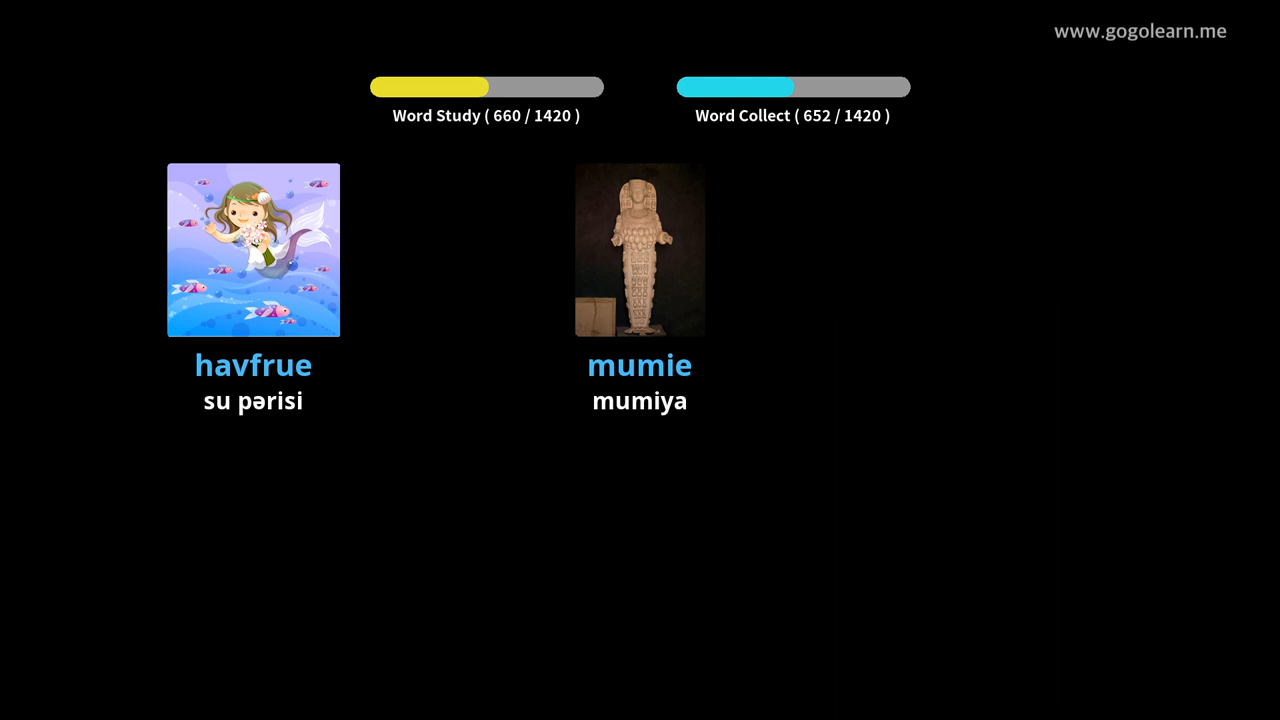 www.gogolearn.me
Word Study ( 660 / 1420 )
Word Collect ( 652 / 1420 )
havfrue
su pərisi
mumie
mumiya